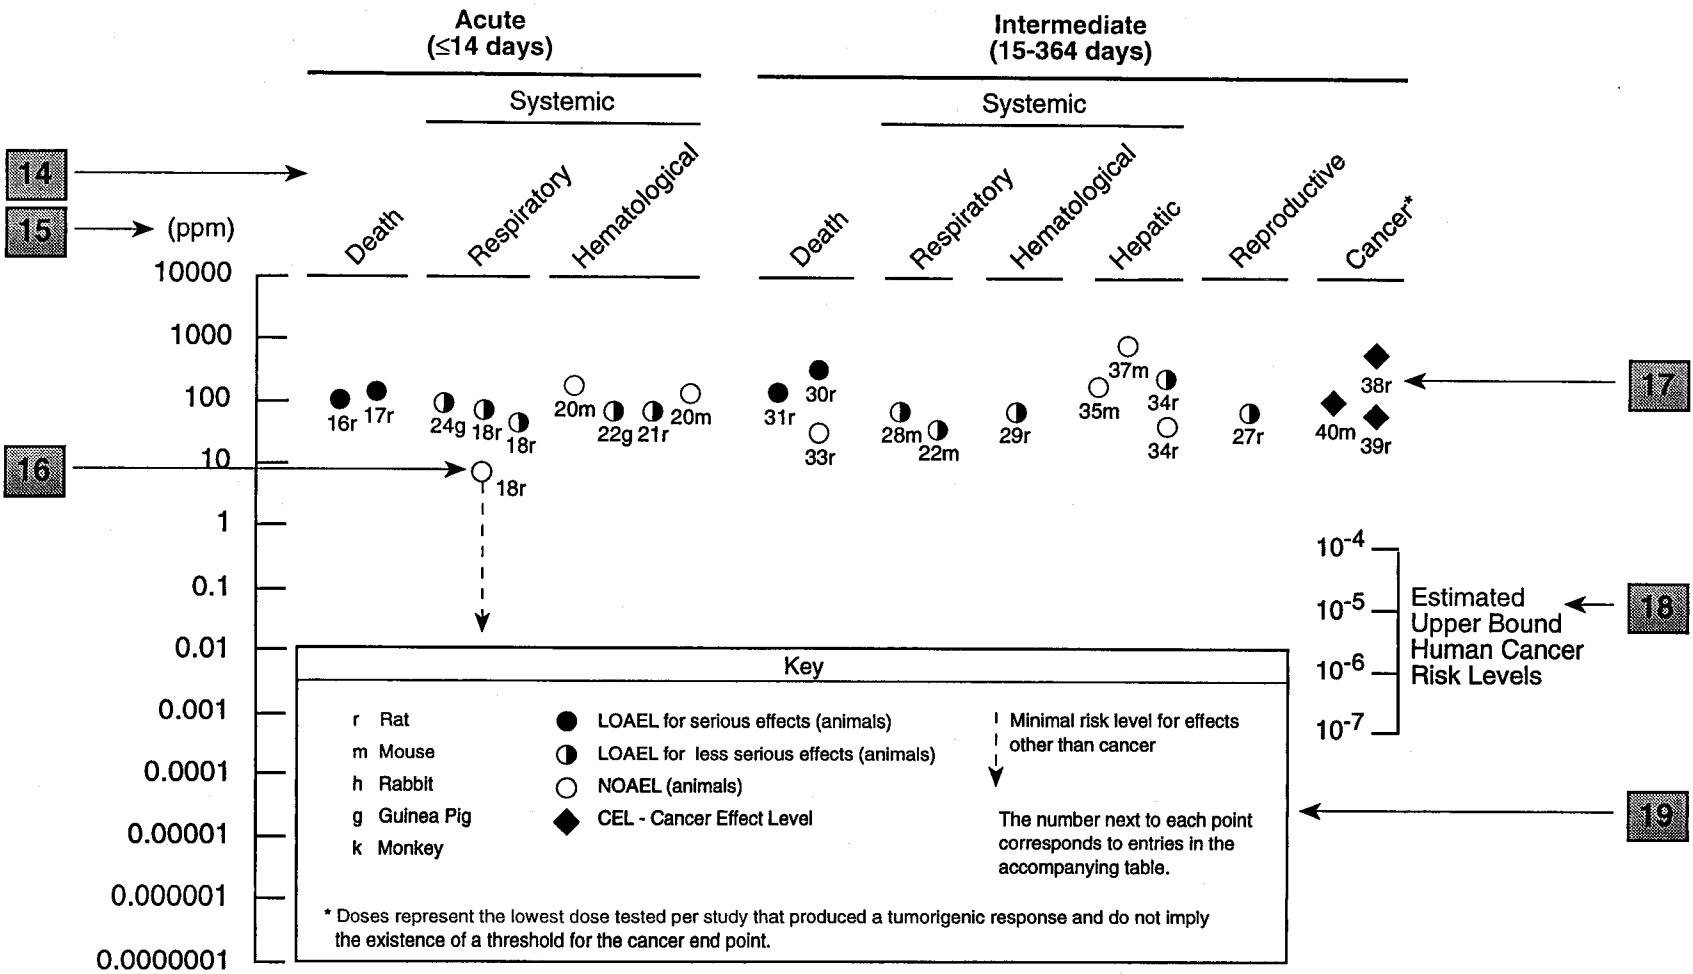 Acute
(≤14 days)
Intermediate
(15-364 days)
Systemic
Systemic
14
15
(ppm)
Death
Respiratory
Hematological
Death
Respiratory
Hematological
Hepatic
Reproductive
Cancer*
10000
1000
100
10
1
0.1
0.01
0.001
0.0001
0.00001
0.000001
0.0000001
16r
17r
24g
18r
18r
20m
22g
21r
20m
31r
30r
33r
28m
22m
29r
35m
37m
34r
34r
27r
40m
38r
39r
17
16
18r
10-4
10-5
10-6
10-7
Estimated
Upper Bound
Human Cancer
Risk Levels
18
Key
r Rat
m Mouse
h Rabbit
g Guinea Pig
k Monkey
LOAEL for serious effects (animals)
LOAEL for less serious effects (animals)
NOAEL (animals)
CEL - Cancer Effect Level
Minimal risk level for effects
other than cancer
The number next to each point
corresponds to entries in the
accompanying table.
19
* Doses represent the lowest dose tested per study that produced a tumorigenic response and do not imply
the existence of a threshold for the cancer end point.